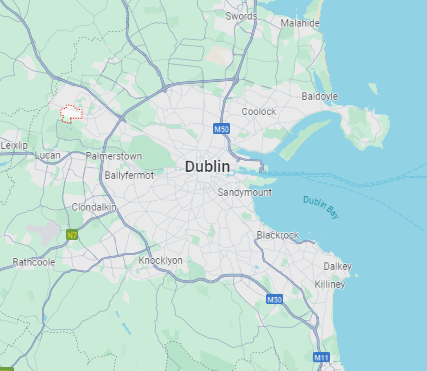 Swords
Malahide
Baldoyle
Coolock
M50
Leixlip
Lucan
Palmerstown
Dublin
Ballyfermot
Sandymount
Clondalkin
Dublin Bay
N7
Blackrock
Rathcoole
Knocklyon
Dalkey
Killiney
M50
M11